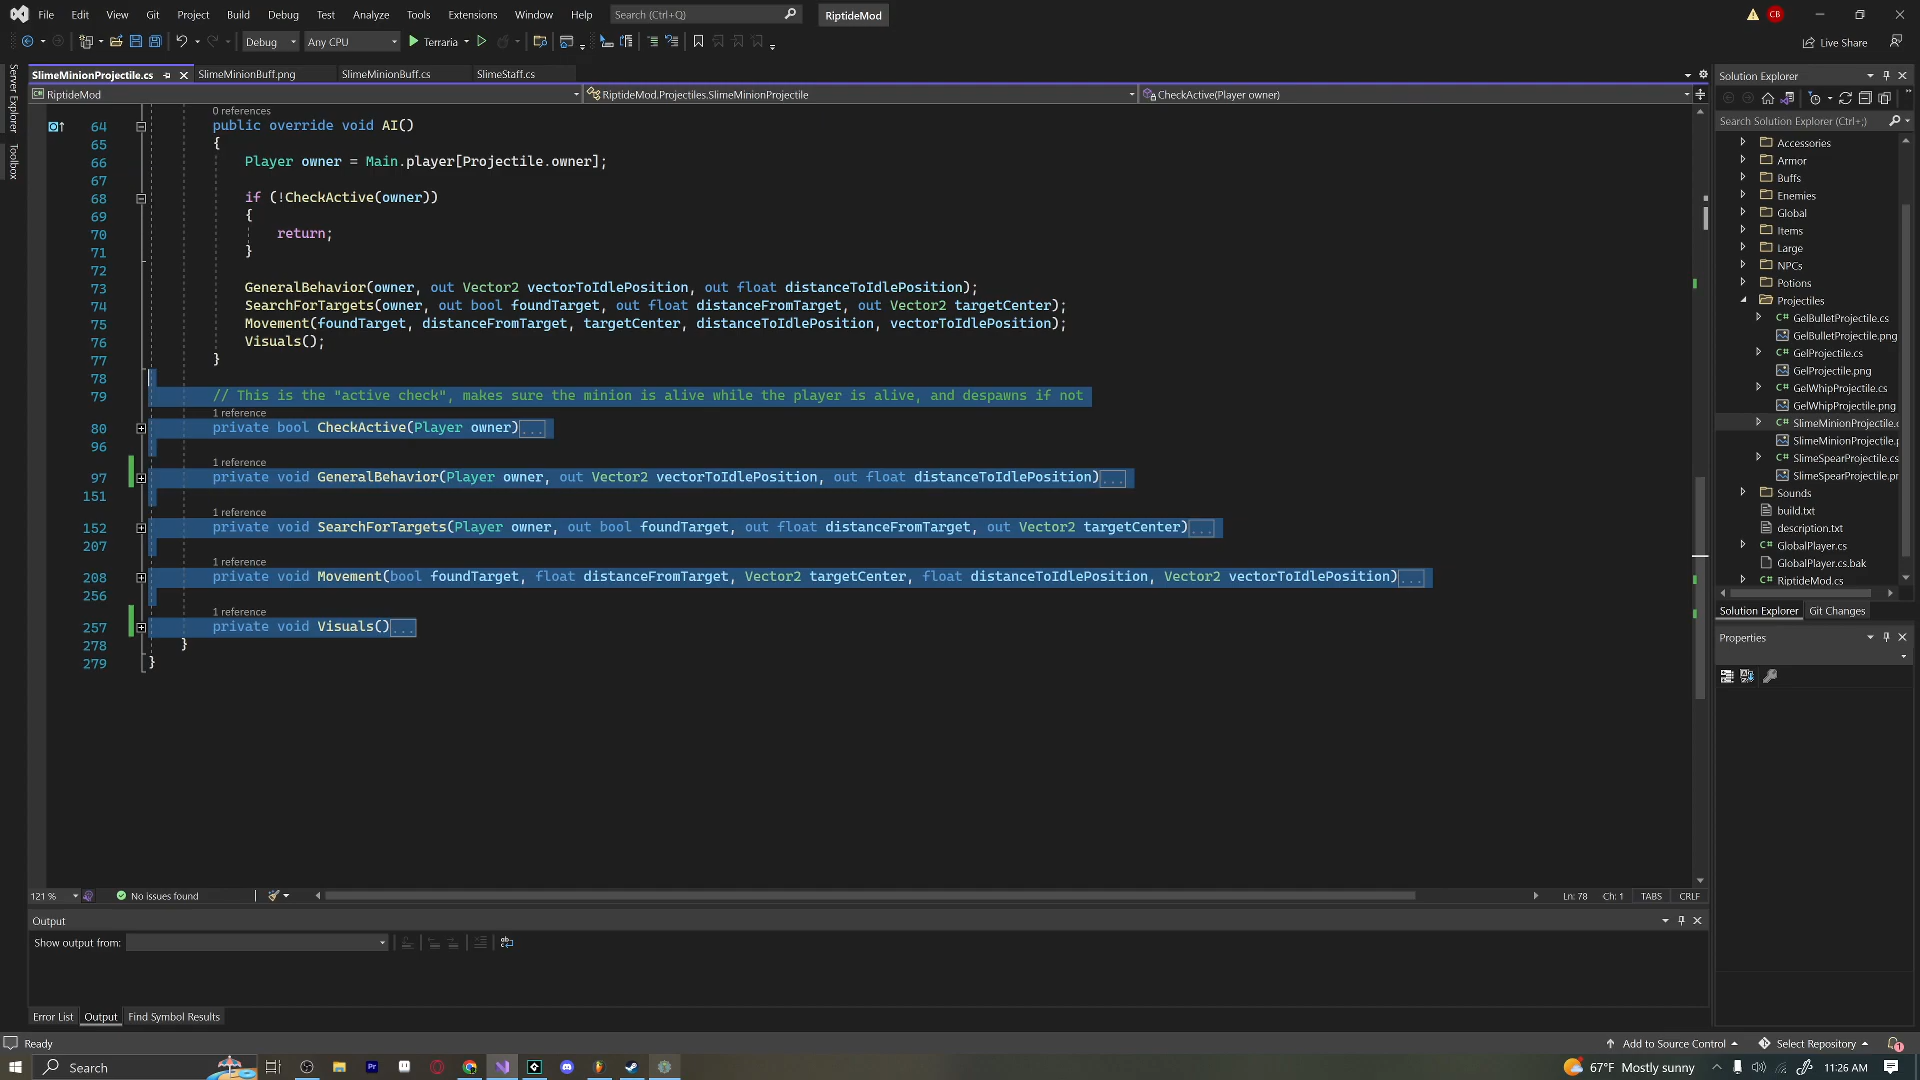 File Edit View Git Project Build Debug Test Analyze Tools Extensions Window Help Search (Ctrl+Q) RiptideMod CB
Debug Any CPU Terraria Live Share
Server Explorer
Toolbox
SlimeMinionProjectile.cs SlimeMinionBuff.png SlimeMinionBuff.cs SlimeStaff.cs
RiptideMod RiptideMod.Projectiles.SlimeMinionProjectile CheckActive(Player owner)
0 references
64 public override void AI()
65 {
66 Player owner = Main.player[Projectile.owner];
67
68 if (!CheckActive(owner))
69 {
70 return;
71 }
72
73 GeneralBehavior(owner, out Vector2 vectorToIdlePosition, out float distanceToIdlePosition);
74 SearchForTargets(owner, out bool foundTarget, out float distanceFromTarget, out Vector2 targetCenter);
75 Movement(foundTarget, distanceFromTarget, targetCenter, distanceToIdlePosition, vectorToIdlePosition);
76 Visuals();
77 }
78
79 // This is the "active check", makes sure the minion is alive while the player is alive, and despawns if not
1 reference
80 private bool CheckActive(Player owner)...
96
1 reference
97 private void GeneralBehavior(Player owner, out Vector2 vectorToIdlePosition, out float distanceToIdlePosition)...
151
1 reference
152 private void SearchForTargets(Player owner, out bool foundTarget, out float distanceFromTarget, out Vector2 targetCenter)...
207
1 reference
208 private void Movement(bool foundTarget, float distanceFromTarget, Vector2 targetCenter, float distanceToIdlePosition, Vector2 vectorToIdlePosition)...
256
1 reference
257 private void Visuals()...
278 }
279 }
121 % No issues found Ln: 78 Ch: 1 TABS CRLF
Output
Show output from:
Error List Output Find Symbol Results
Solution Explorer
Search Solution Explorer (Ctrl+;)
Accessories
Armor
Buffs
Enemies
Global
Items
Large
NPCs
Potions
Projectiles
C# GelBulletProjectile.cs
GelBulletProjectile.png
C# GelProjectile.cs
GelProjectile.png
C# GelWhipProjectile.cs
GelWhipProjectile.png
C# SlimeMinionProjectile.c
SlimeMinionProjectile.p
C# SlimeSpearProjectile.cs
SlimeSpearProjectile.pr
Sounds
build.txt
description.txt
C# GlobalPlayer.cs
GlobalPlayer.cs.bak
C# RiptideMod.cs
Solution Explorer Git Changes
Properties
Ready Add to Source Control Select Repository 1
Search Pr 67°F Mostly sunny 11:26 AM